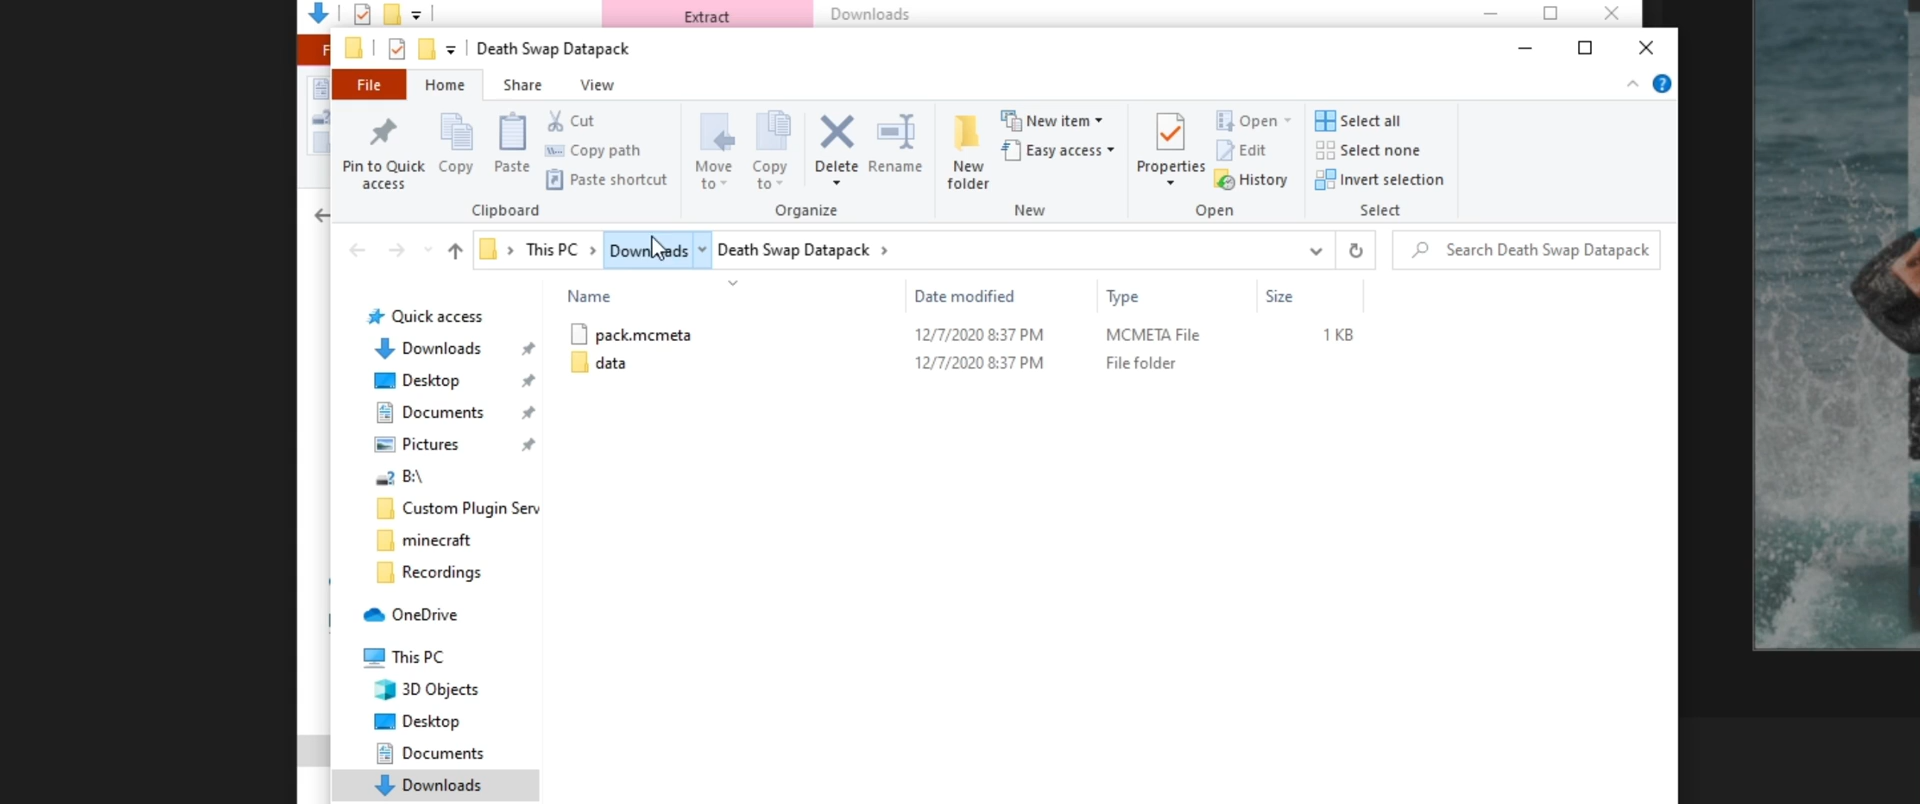 Extract
Downloads
F
Death Swap Datapack
File Home Share View
Pin to Quick access
Copy
Paste
Cut
Copy path
Paste shortcut
Clipboard
Move to
Copy to
Delete
Rename
Organize
New folder
New item
Easy access
New
Properties
Open
Edit
History
Open
Select all
Select none
Invert selection
Select
This PC Downloads Death Swap Datapack
Search Death Swap Datapack
Name Date modified Type Size
pack.mcmeta 12/7/2020 8:37 PM MCMETA File 1 KB
data 12/7/2020 8:37 PM File folder
Quick access
Downloads
Desktop
Documents
Pictures
B:\
Custom Plugin Serv
minecraft
Recordings
OneDrive
This PC
3D Objects
Desktop
Documents
Downloads